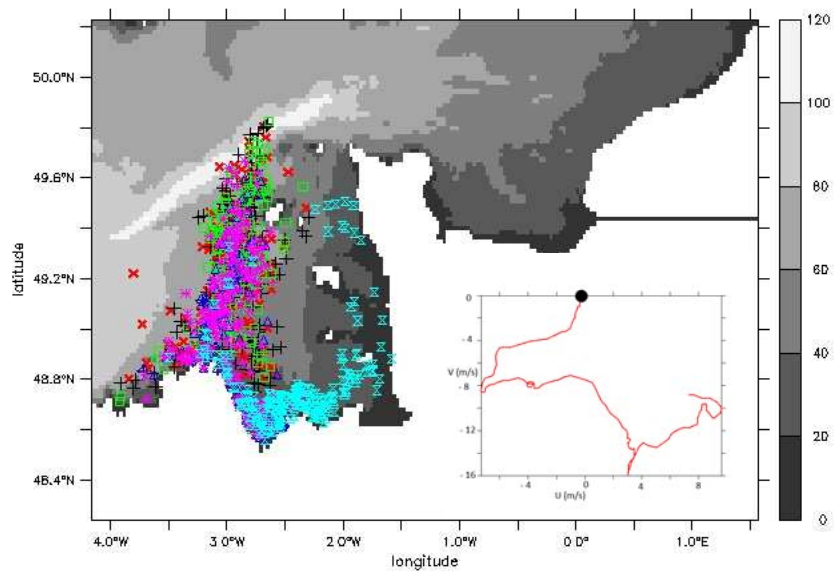 120
50.0°N
100
49.6°N
80
49.2°N
60
0
- 4
V (m/s)
- 8
- 12
- 16
- 4
0
4
8
U (m/s)
48.8°N
40
20
48.4°N
0
4.0°W
3.0°W
2.0°W
1.0°W
0.0°
1.0°E
latitude
longitude